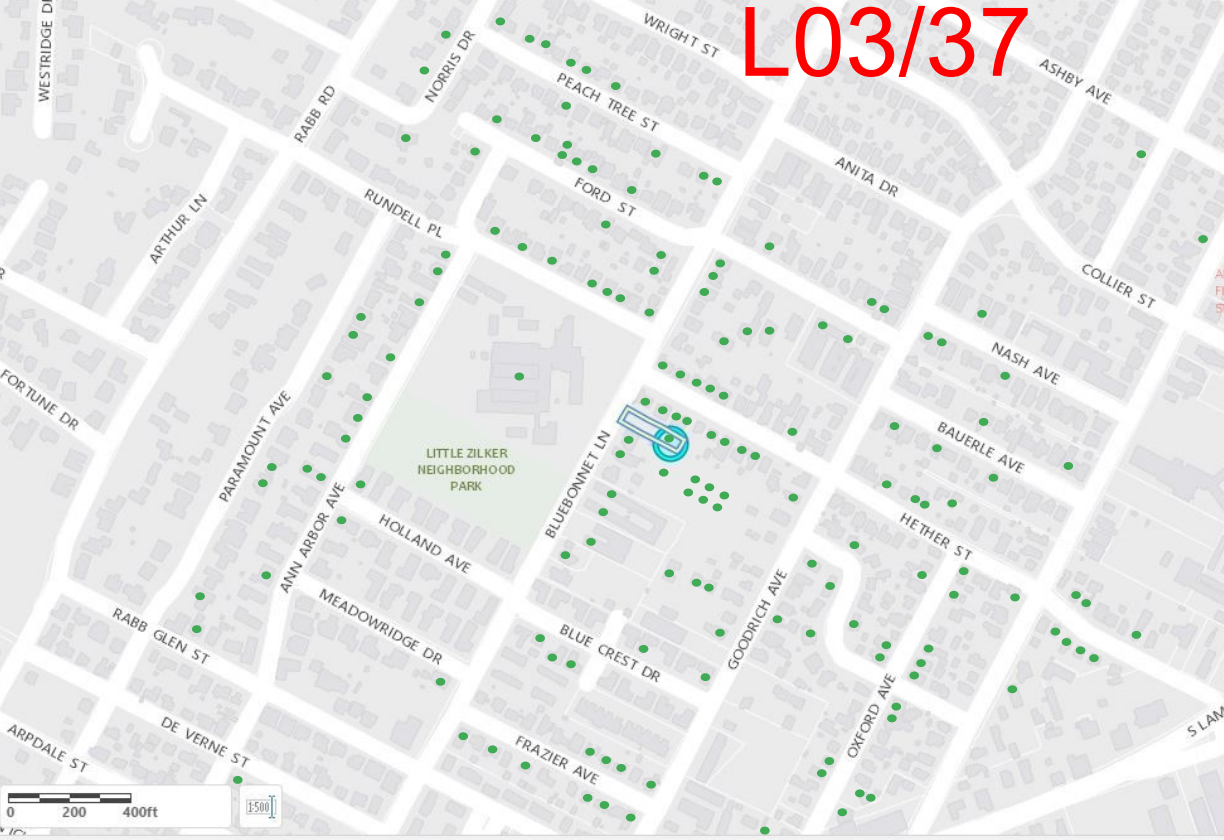 L03/37
WESTRIDGE
WRIGHT ST
NORRIS DR
ASHBY AVE
PEACH TREE ST
RABB RD
ANITA DR
FORD ST
RUNDELL PL
ARTHUR LN
COLLIER ST
NASH AVE
FORTUNE DR
PARAMOUNT AVE
LITTLE ZILKER
NEIGHBORHOOD
PARK
BLUEBONNET LN
BAUERLE AVE
ANN ARBOR AVE
HOLLAND AVE
HETHER ST
GOODRICH AVE
MEADOWRIDGE DR
RABB GLEN ST
BLUE CREST DR
OXFORD AVE
S LAM
ARPDALE ST
DE VERNE ST
FRAZIER AVE
0 200 400ft
1:500